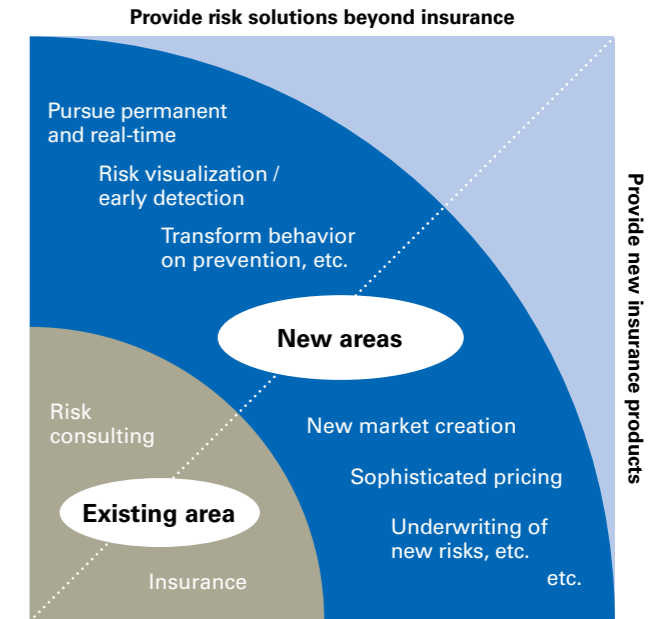 Provide risk solutions beyond insurance
Pursue permanent
and real-time
Risk visualization /
early detection
Transform behavior
on prevention, etc.
Provide new insurance products
New areas
Risk
consulting
New market creation
Sophisticated pricing
Existing area
Underwriting of
new risks, etc.
etc.
Insurance